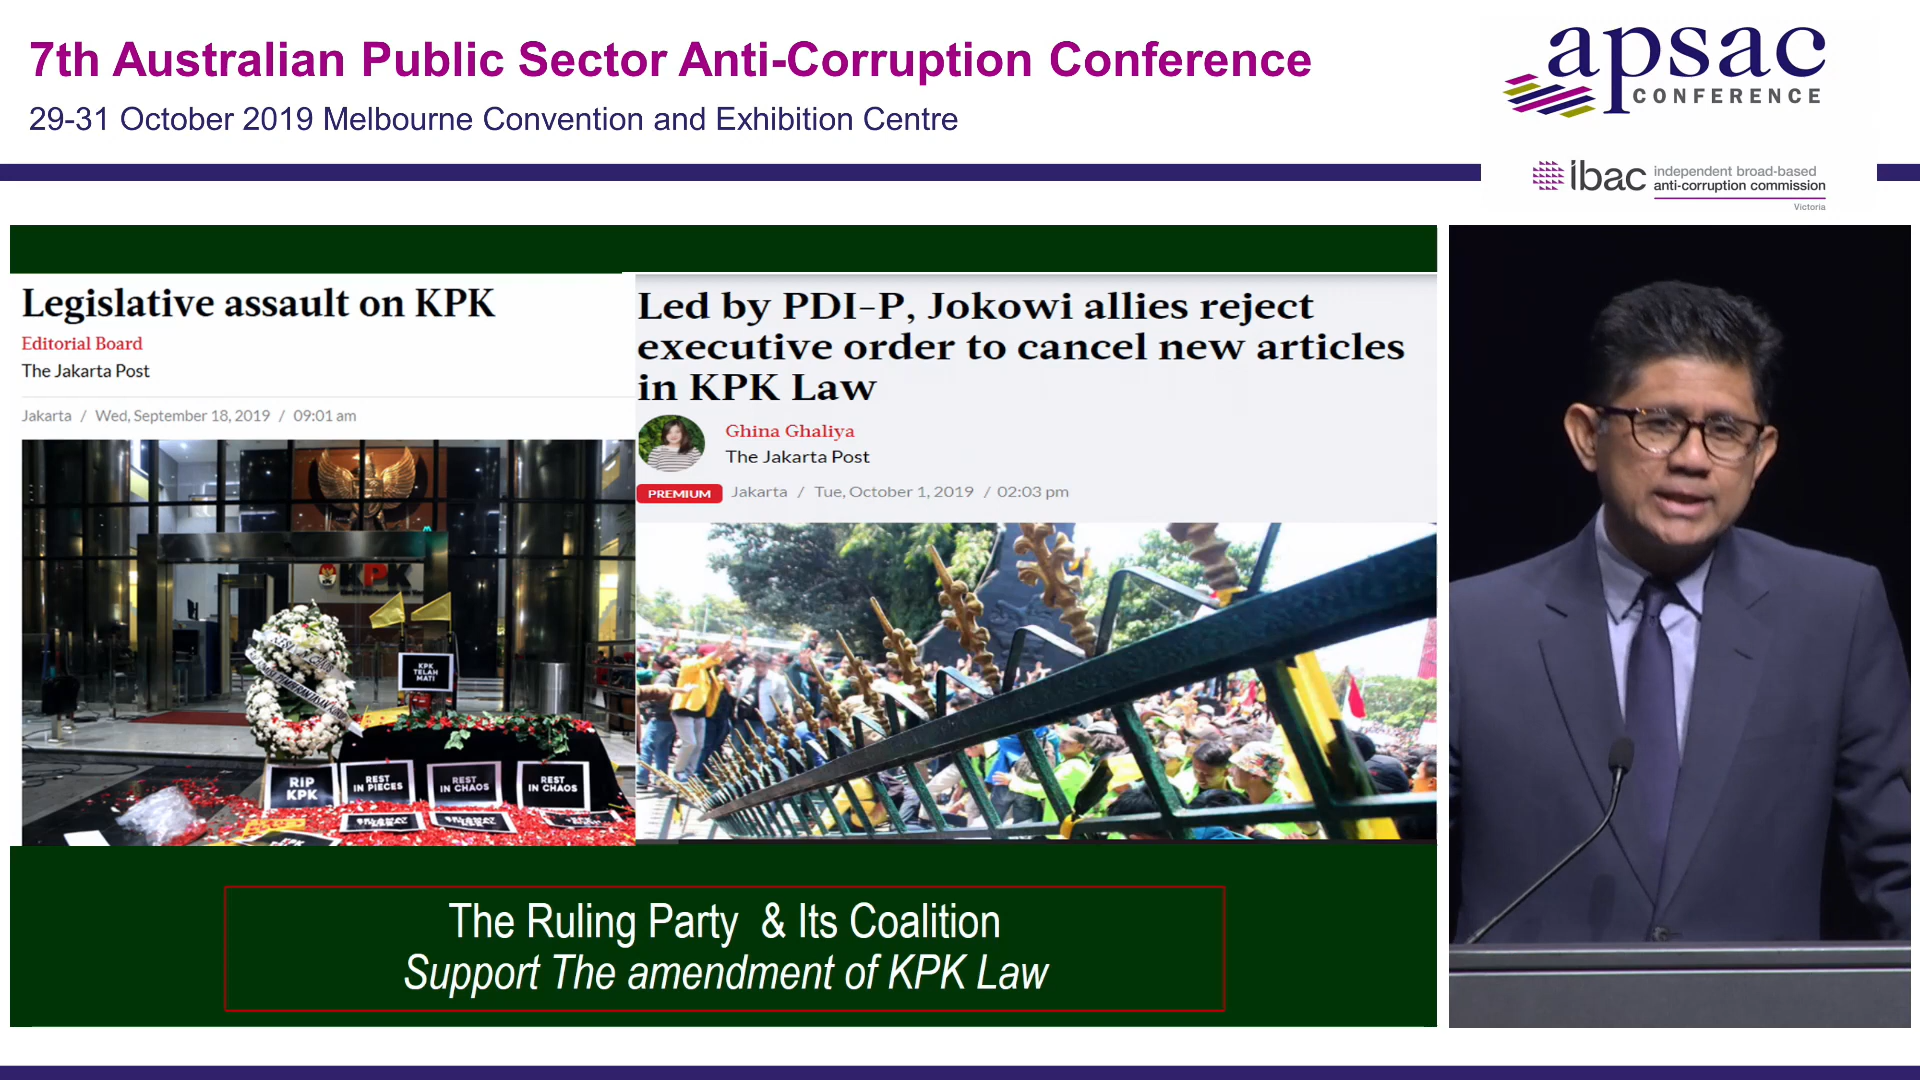 7th Australian Public Sector Anti-Corruption Conference
29-31 October 2019 Melbourne Convention and Exhibition Centre
apsac
CONFERENCE
ibac
independent broad-based
anti-corruption commission
Victoria
Legislative assault on KPK
Editorial Board
The Jakarta Post
Jakarta / Wed, September 18, 2019 / 09:01 am
KPK
KPK
TELAH
MATI
RIP
KPK
REST
IN PIECES
REST
IN CHAOS
REST
IN CHAOS
Led by PDI-P, Jokowi allies reject
executive order to cancel new articles
in KPK Law
Ghina Ghaliya
The Jakarta Post
PREMIUM
Jakarta / Tue, October 1, 2019 / 02:03 pm
The Ruling Party & Its Coalition
Support The amendment of KPK Law